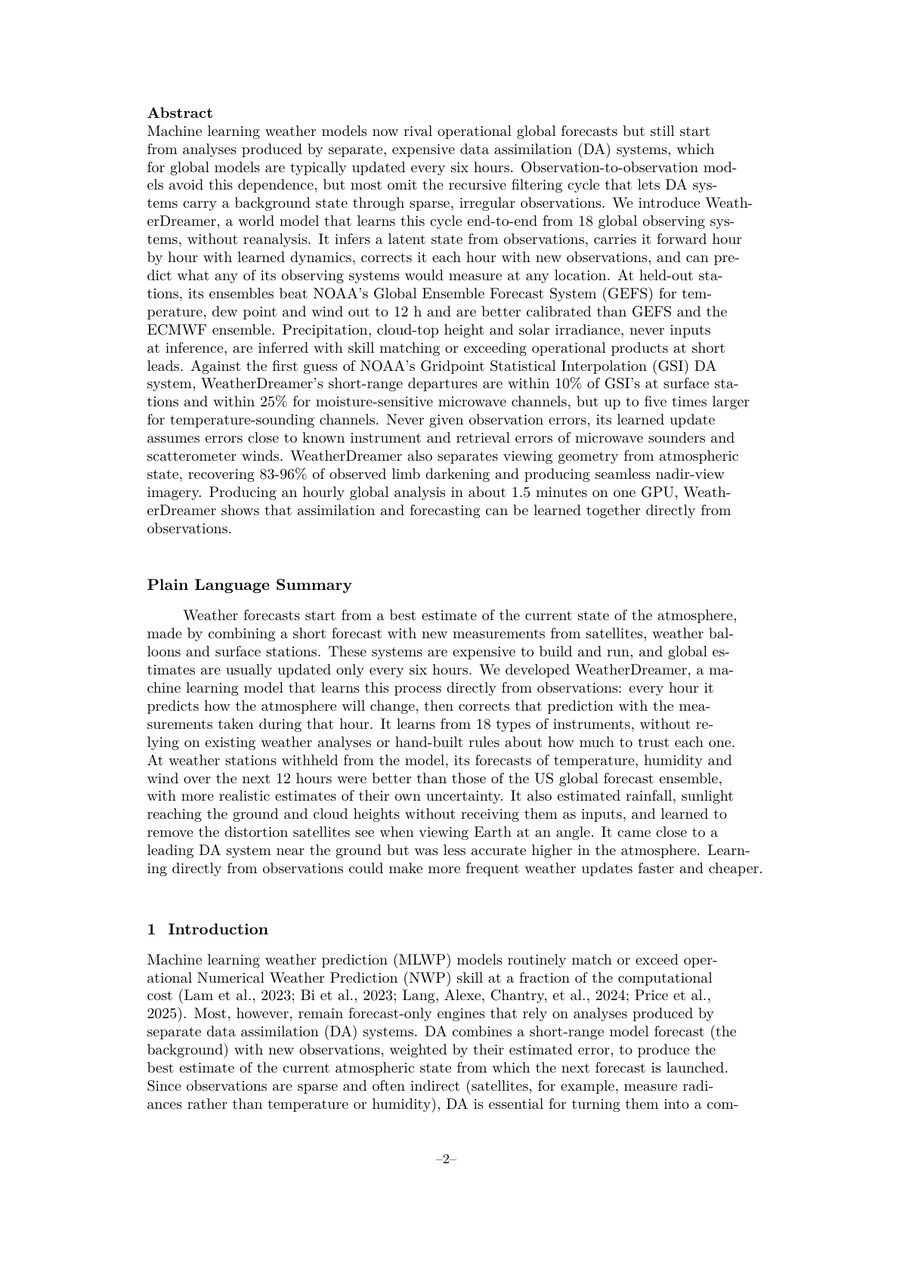 Abstract
Machine learning weather models now rival operational global forecasts but still start
from analyses produced by separate, expensive data assimilation (DA) systems, which
for global models are typically updated every six hours. Observation-to-observation mod-
els avoid this dependence, but most omit the recursive filtering cycle that lets DA sys-
tems carry a background state through sparse, irregular observations. We introduce Weath-
erDreamer, a world model that learns this cycle end-to-end from 18 global observing sys-
tems, without reanalysis. It infers a latent state from observations, carries it forward hour
by hour with learned dynamics, corrects it each hour with new observations, and can pre-
dict what any of its observing systems would measure at any location. At held-out sta-
tions, its ensembles beat NOAA's Global Ensemble Forecast System (GEFS) for tem-
perature, dew point and wind out to 12 h and are better calibrated than GEFS and the
ECMWF ensemble. Precipitation, cloud-top height and solar irradiance, never inputs
at inference, are inferred with skill matching or exceeding operational products at short
leads. Against the first guess of NOAA's Gridpoint Statistical Interpolation (GSI) DA
system, WeatherDreamer's short-range departures are within 10% of GSI's at surface sta-
tions and within 25% for moisture-sensitive microwave channels, but up to five times larger
for temperature-sounding channels. Never given observation errors, its learned update
assumes errors close to known instrument and retrieval errors of microwave sounders and
scatterometer winds. WeatherDreamer also separates viewing geometry from atmospheric
state, recovering 83-96% of observed limb darkening and producing seamless nadir-view
imagery. Producing an hourly global analysis in about 1.5 minutes on one GPU, Weath-
erDreamer shows that assimilation and forecasting can be learned together directly from
observations.
Plain Language Summary
Weather forecasts start from a best estimate of the current state of the atmosphere,
made by combining a short forecast with new measurements from satellites, weather bal-
loons and surface stations. These systems are expensive to build and run, and global es-
timates are usually updated only every six hours. We developed WeatherDreamer, a ma-
chine learning model that learns this process directly from observations: every hour it
predicts how the atmosphere will change, then corrects that prediction with the mea-
surements taken during that hour. It learns from 18 types of instruments, without re-
lying on existing weather analyses or hand-built rules about how much to trust each one.
At weather stations withheld from the model, its forecasts of temperature, humidity and
wind over the next 12 hours were better than those of the US global forecast ensemble,
with more realistic estimates of their own uncertainty. It also estimated rainfall, sunlight
reaching the ground and cloud heights without receiving them as inputs, and learned to
remove the distortion satellites see when viewing Earth at an angle. It came close to a
leading DA system near the ground but was less accurate higher in the atmosphere. Learn-
ing directly from observations could make more frequent weather updates faster and cheaper.
1 Introduction
Machine learning weather prediction (MLWP) models routinely match or exceed oper-
ational Numerical Weather Prediction (NWP) skill at a fraction of the computational
cost (Lam et al., 2023; Bi et al., 2023; Lang, Alexe, Chantry, et al., 2024; Price et al.,
2025). Most, however, remain forecast-only engines that rely on analyses produced by
separate data assimilation (DA) systems. DA combines a short-range model forecast (the
background) with new observations, weighted by their estimated error, to produce the
best estimate of the current atmospheric state from which the next forecast is launched.
Since observations are sparse and often indirect (satellites, for example, measure radi-
ances rather than temperature or humidity), DA is essential for turning them into a com-
–2–